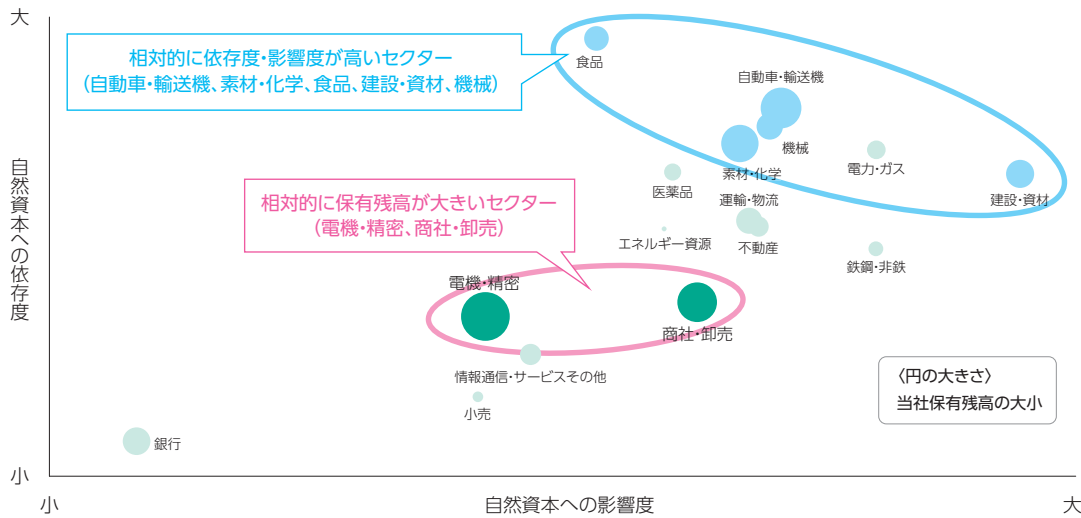 大
相対的に依存度・影響度が高いセクター
（自動車・輸送機、素材・化学、食品、建設・資材、機械）
食品
自動車・輸送機
機械
素材・化学
電力・ガス
建設・資材
医薬品
運輸・物流
不動産
エネルギー資源
鉄鋼・非鉄
相対的に保有残高が大きいセクター
（電機・精密、商社・卸売）
電機・精密
商社・卸売
情報通信・サービスその他
小売
銀行
〈円の大きさ〉
当社保有残高の大小
自然資本への依存度
小
小
自然資本への影響度
大